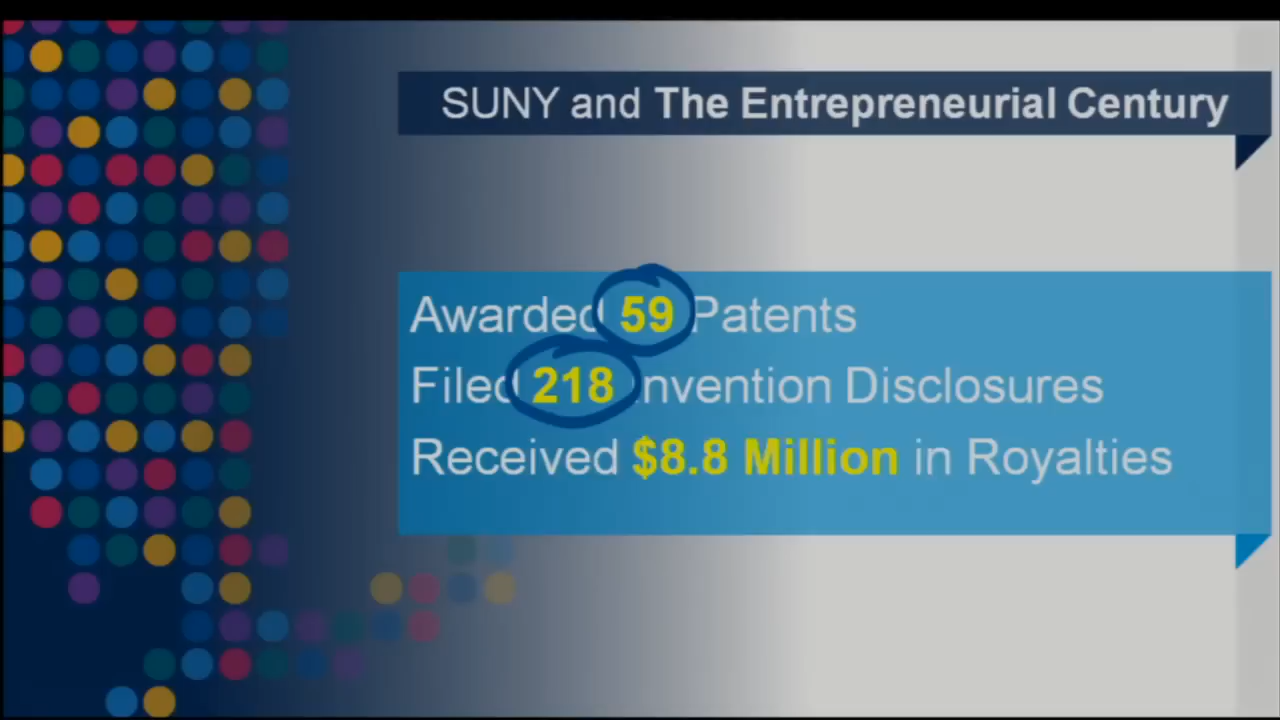 SUNY and The Entrepreneurial Century
Awarded 59 Patents
Filed 218 Invention Disclosures
Received $8.8 Million in Royalties